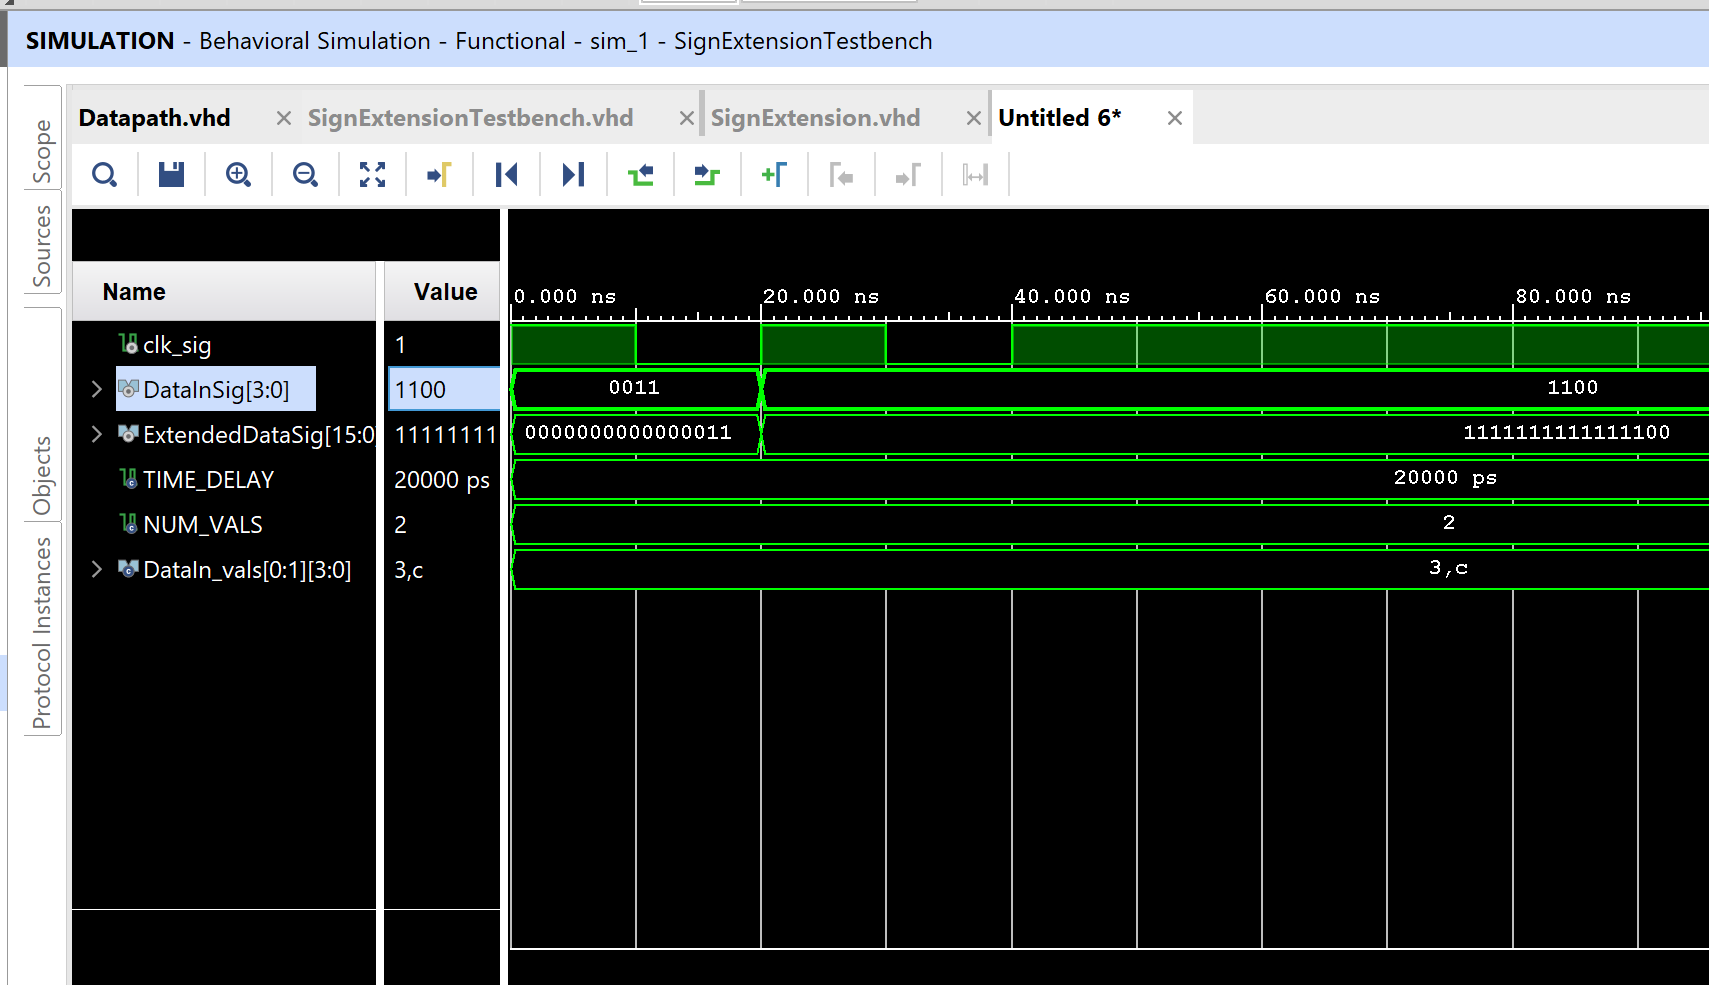 SIMULATION - Behavioral Simulation - Functional - sim_1 - SignExtensionTestbench
Scope
Sources
Objects
Protocol Instances
Datapath.vhd
SignExtensionTestbench.vhd
SignExtension.vhd
Untitled 6*
Name Value
0.000 ns 20.000 ns 40.000 ns 60.000 ns 80.000 ns
clk_sig 1
DataInSig[3:0] 1100 0011 1100
ExtendedDataSig[15:0 11111111 0000000000000011 1111111111111100
TIME_DELAY 20000 ps 20000 ps
NUM_VALS 2 2
DataIn_vals[0:1][3:0] 3,c 3,c